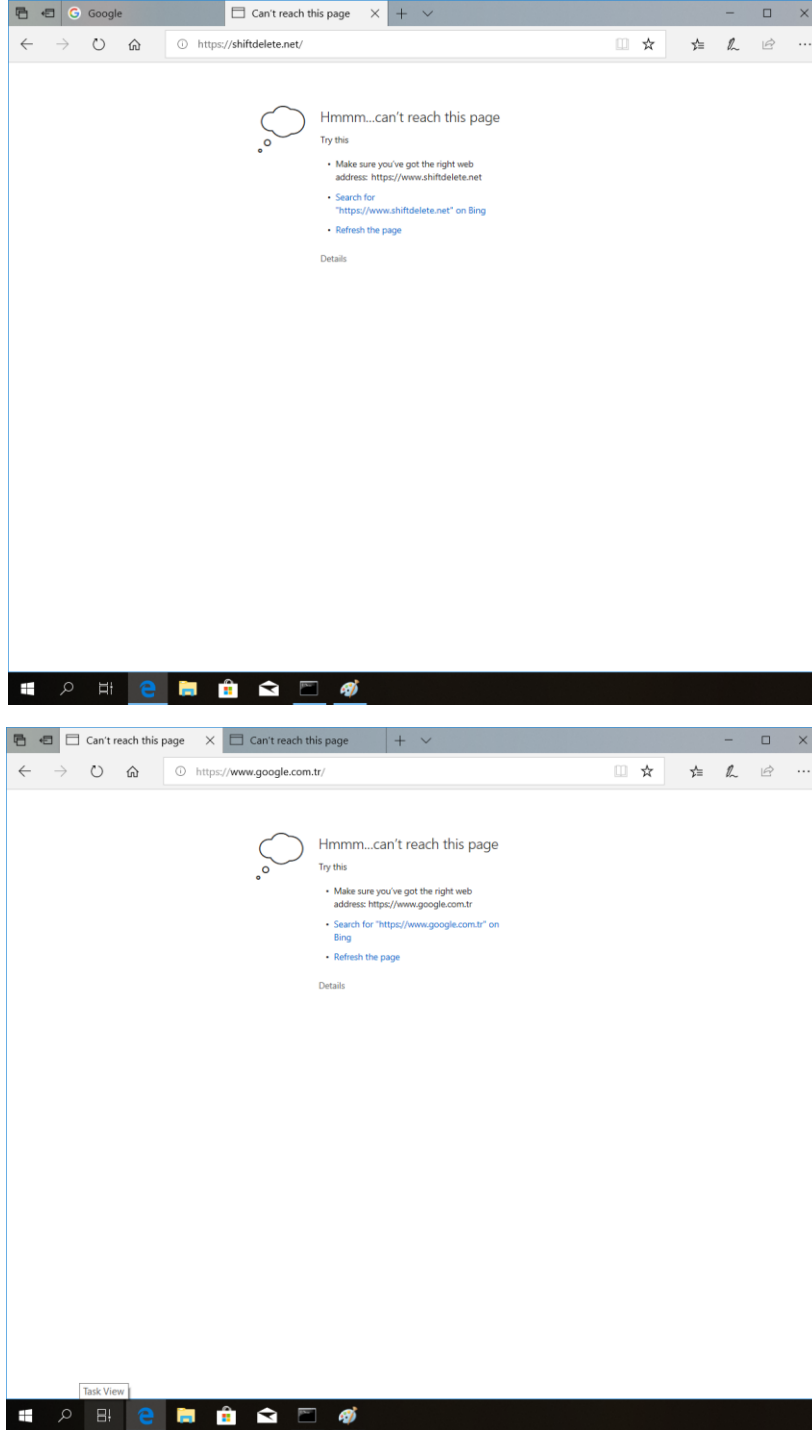 Google
Can't reach this page
https://shiftdelete.net/
Hmmm...can't reach this page
Try this
• Make sure you've got the right web
address: https://www.shiftdelete.net
• Search for
"https://www.shiftdelete.net" on Bing
• Refresh the page
Details
Can't reach this page
Can't reach this page
https://www.google.com.tr/
Hmmm...can't reach this page
Try this
• Make sure you've got the right web
address: https://www.google.com.tr
• Search for "https://www.google.com.tr" on
Bing
• Refresh the page
Details
Task View